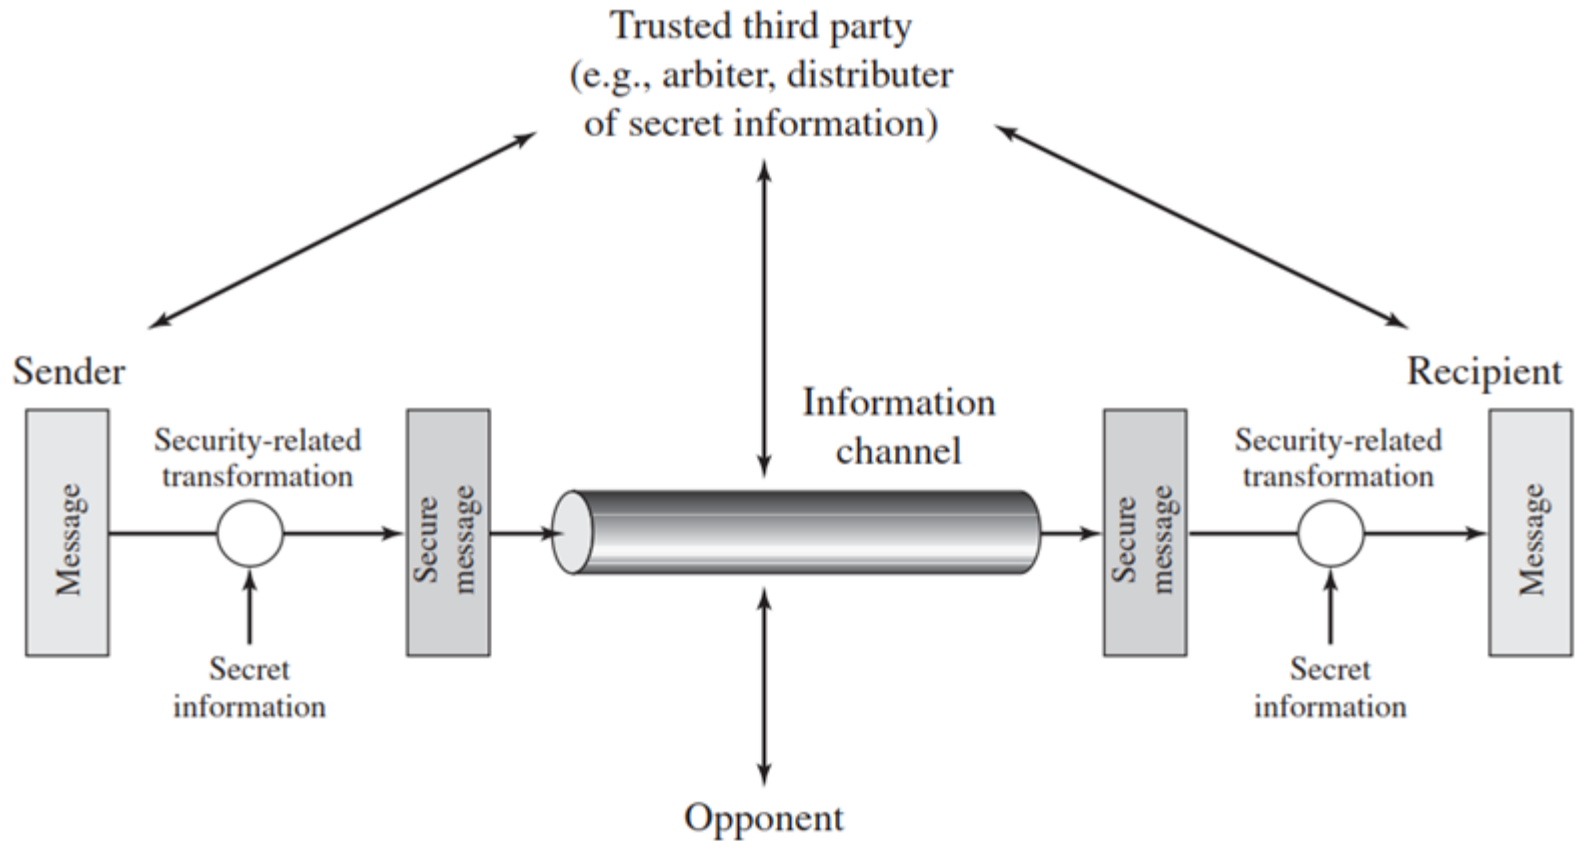 Trusted third party
(e.g., arbiter, distributer
of secret information)
Sender
Recipient
Information
channel
Security-related
transformation
Security-related
transformation
Message
Secure
message
Secure
message
Message
Secret
information
Secret
information
Opponent